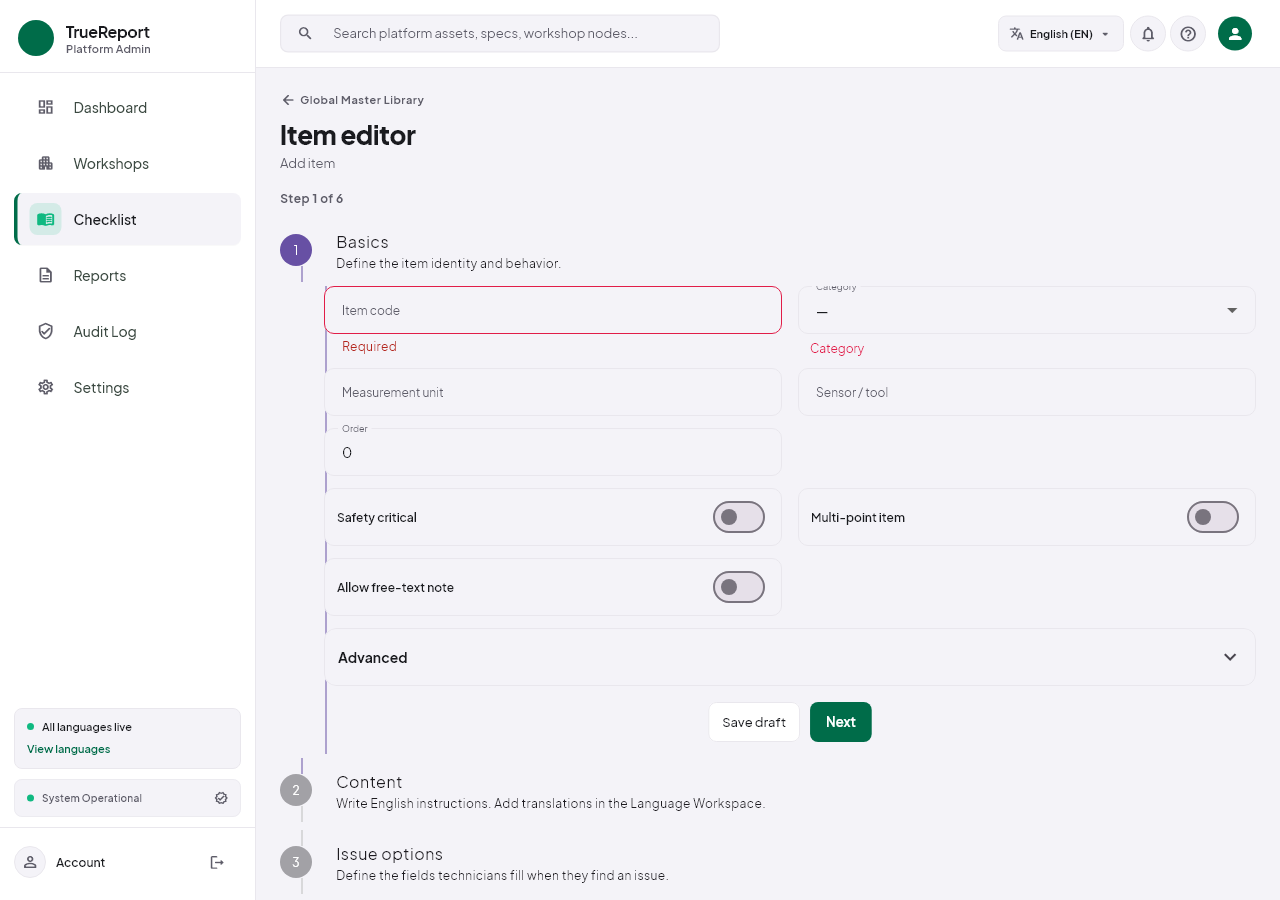 TrueReport
Platform Admin
Search platform assets, specs, workshop nodes...
English (EN)
Dashboard
Workshops
Checklist
Reports
Audit Log
Settings
All languages live
View languages
System Operational
Account
Global Master Library
Item editor
Add item
Step 1 of 6
1
Basics
Define the item identity and behavior.
Item code
Required
Category
—
Category
Measurement unit
Sensor / tool
Order
0
Safety critical
Multi-point item
Allow free-text note
Advanced
Save draft
Next
2
Content
Write English instructions. Add translations in the Language Workspace.
3
Issue options
Define the fields technicians fill when they find an issue.